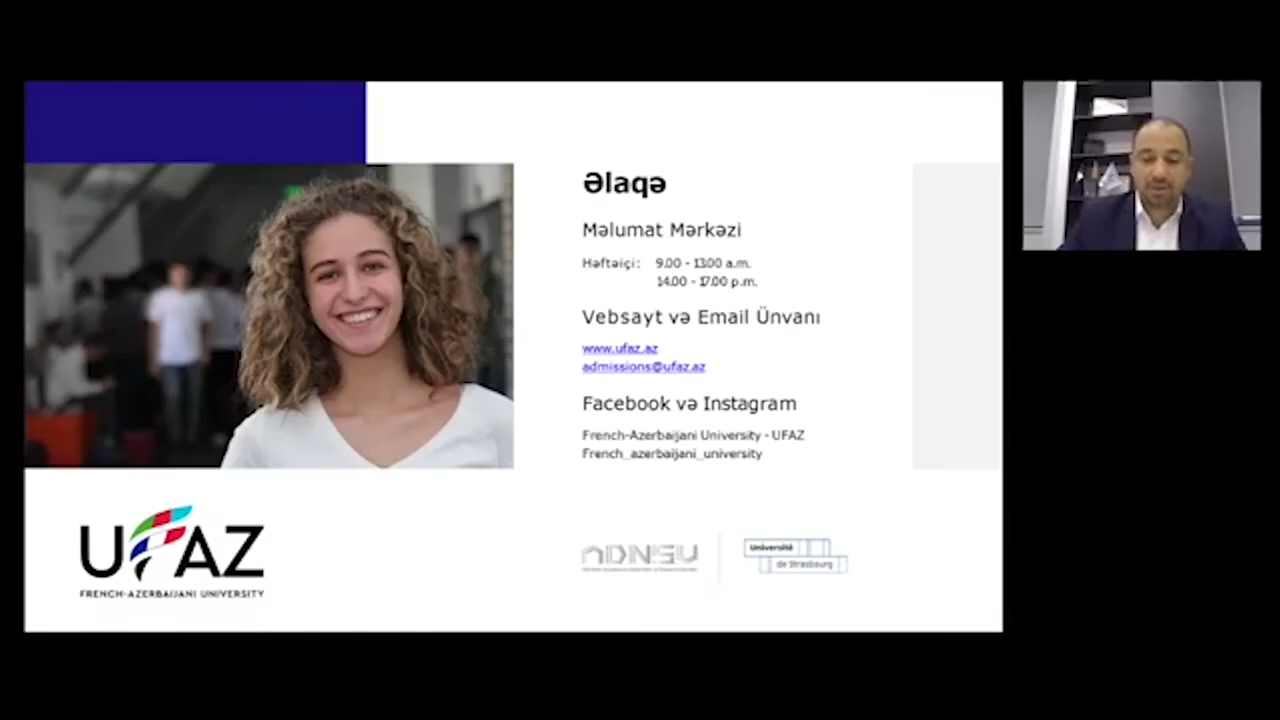 Əlaqə
Məlumat Mərkəzi
Həftəiçi: 9.00 - 13.00 a.m.
14.00 - 17.00 p.m.
Vebsayt və Email Ünvanı
www.ufaz.az
admissions@ufaz.az
Facebook və Instagram
French-Azerbaijani University - UFAZ
French_azerbaijani_university
UFAZ
FRENCH-AZERBAIJANI UNIVERSITY
ADNSU
Université
de Strasbourg